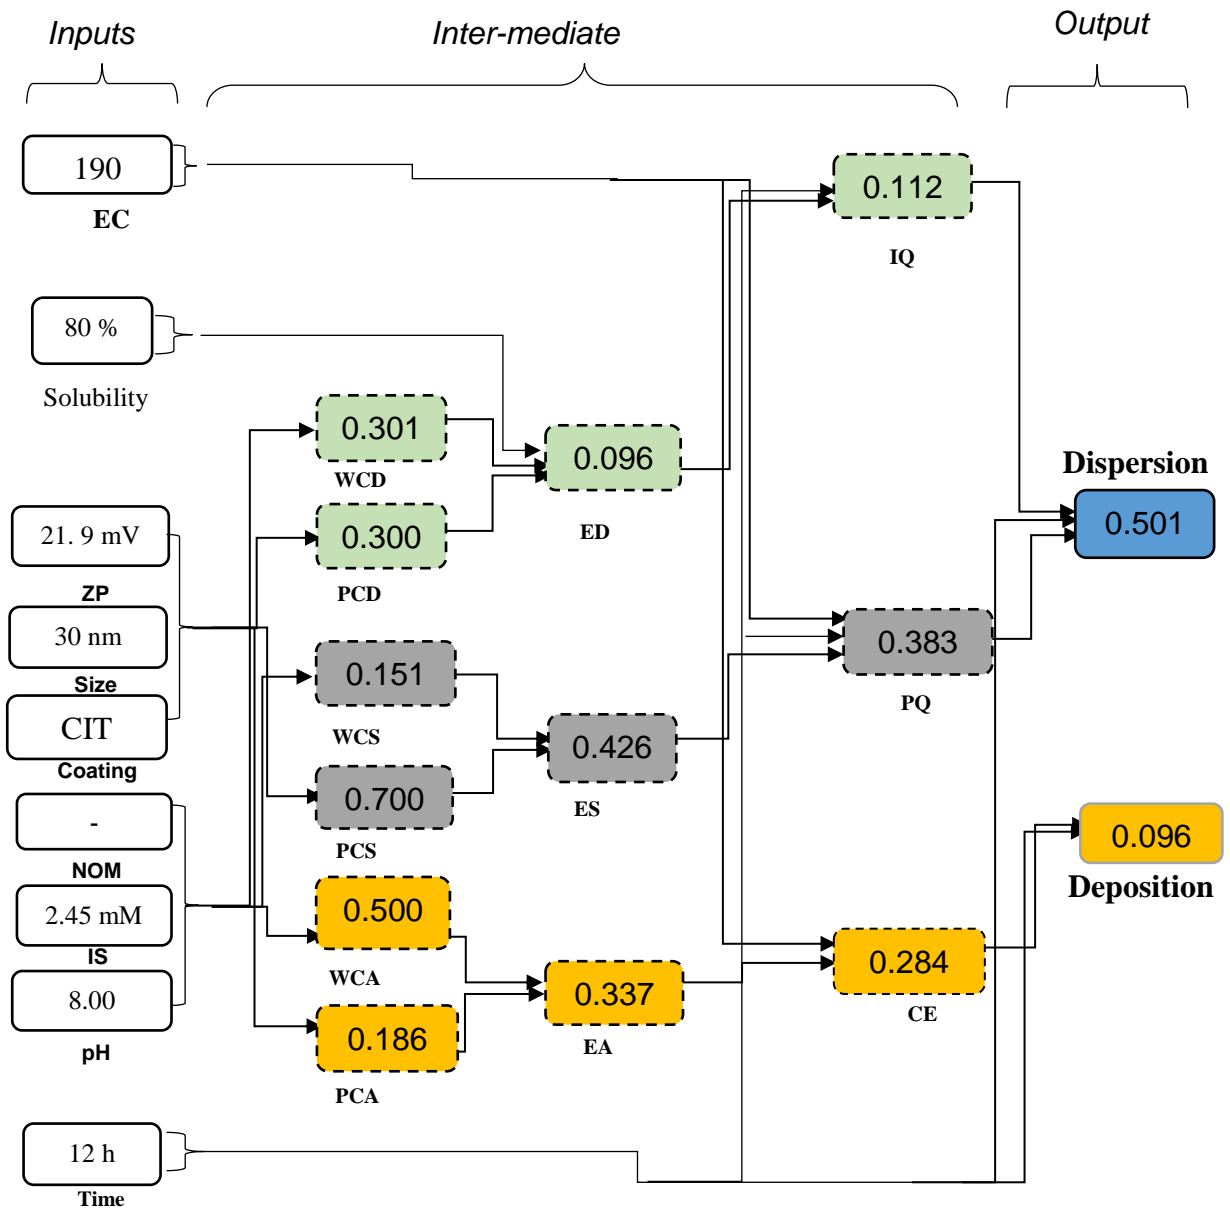 Inputs
Inter-mediate
Output
190
EC
80 %
Solubility
21. 9 mV
ZP
30 nm
Size
CIT
Coating
-
NOM
2.45 mM
IS
8.00
pH
12 h
Time
0.301
WCD
0.300
PCD
0.151
WCS
0.700
PCS
0.500
WCA
0.186
PCA
0.096
ED
0.426
ES
0.337
EA
0.112
IQ
0.383
PQ
0.284
CE
Dispersion
0.501
0.096
Deposition